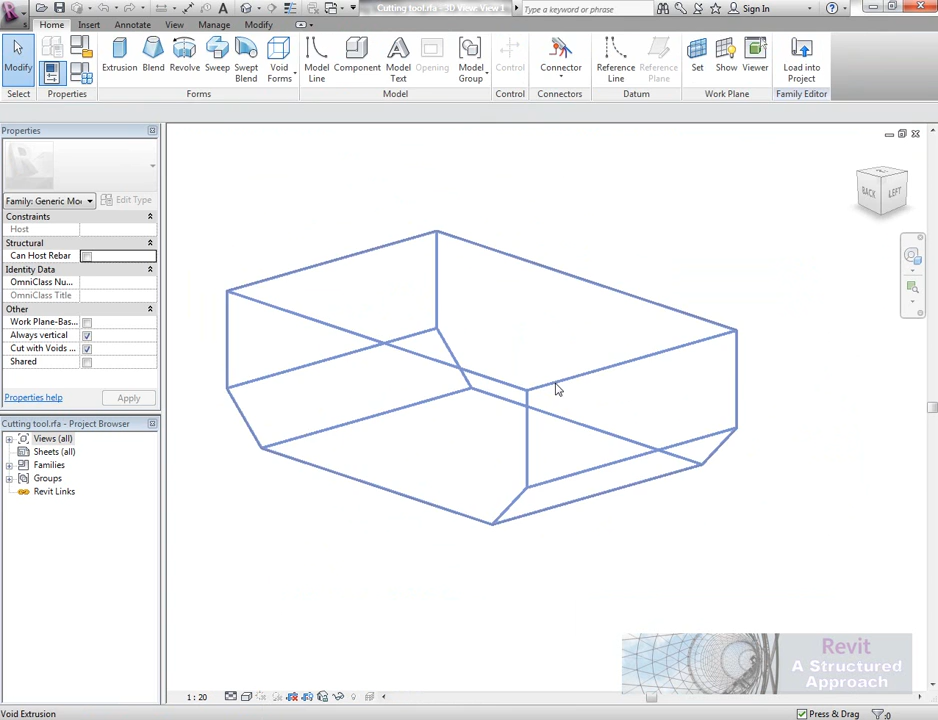 Cutting tool.rfa - 3D View: View 1
Type a keyword or phrase
Sign In
Home Insert Annotate View Manage Modify
Modify
Extrusion Blend Revolve Sweep Swept Blend Void Forms
Model Line Component Model Text Opening Model Group
Control Connector Reference Line Reference Plane
Set Show Viewer Load into Project
Select Properties Forms Model Control Connectors Datum Work Plane Family Editor
Properties
Family: Generic Mo
Edit Type
Constraints
Host
Structural
Can Host Rebar
Identity Data
OmniClass Nu...
OmniClass Title
Other
Work Plane-Bas...
Always vertical
Cut with Voids ...
Shared
Properties help
Apply
Cutting tool.rfa - Project Browser
Views (all)
Sheets (all)
Families
Groups
Revit Links
BACK LEFT
Revit
A Structured
Approach
1 : 20
Void Extrusion
Press & Drag
:0